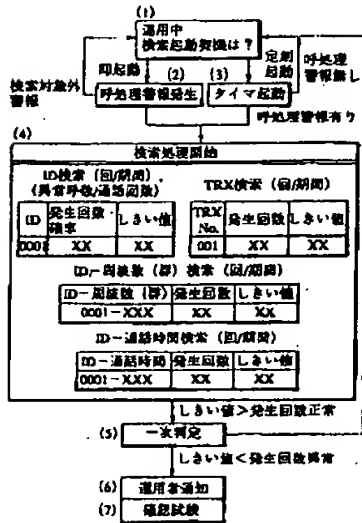 (1)
運用中
検索起動契機は？
検索対象外
警報
即起動
(2)
(3)
定刻
起動
呼処理
警報無し
呼処理警報発生
タイマ起動
呼処理警報有り
(4)
検索処理開始
ID検索（回/期間）
（異常呼数/通話回数）
ID
発生回数・
確率
しきい値
0001
XX
XX
TRX検索（回/期間）
TRX
No.
発生回数
しきい値
001
XX
XX
ID-周波数（群）検索（回/期間）
ID-周波数（群）
発生回数
しきい値
0001-XXX
XX
XX
ID-通話時間検索（回/期間）
ID-通話時間
発生回数
しきい値
0001-XXX
XX
XX
しきい値＞発生回数正常
(5)
一次判定
しきい値＜発生回数異常
(6)
運用者通知
(7)
確認試験